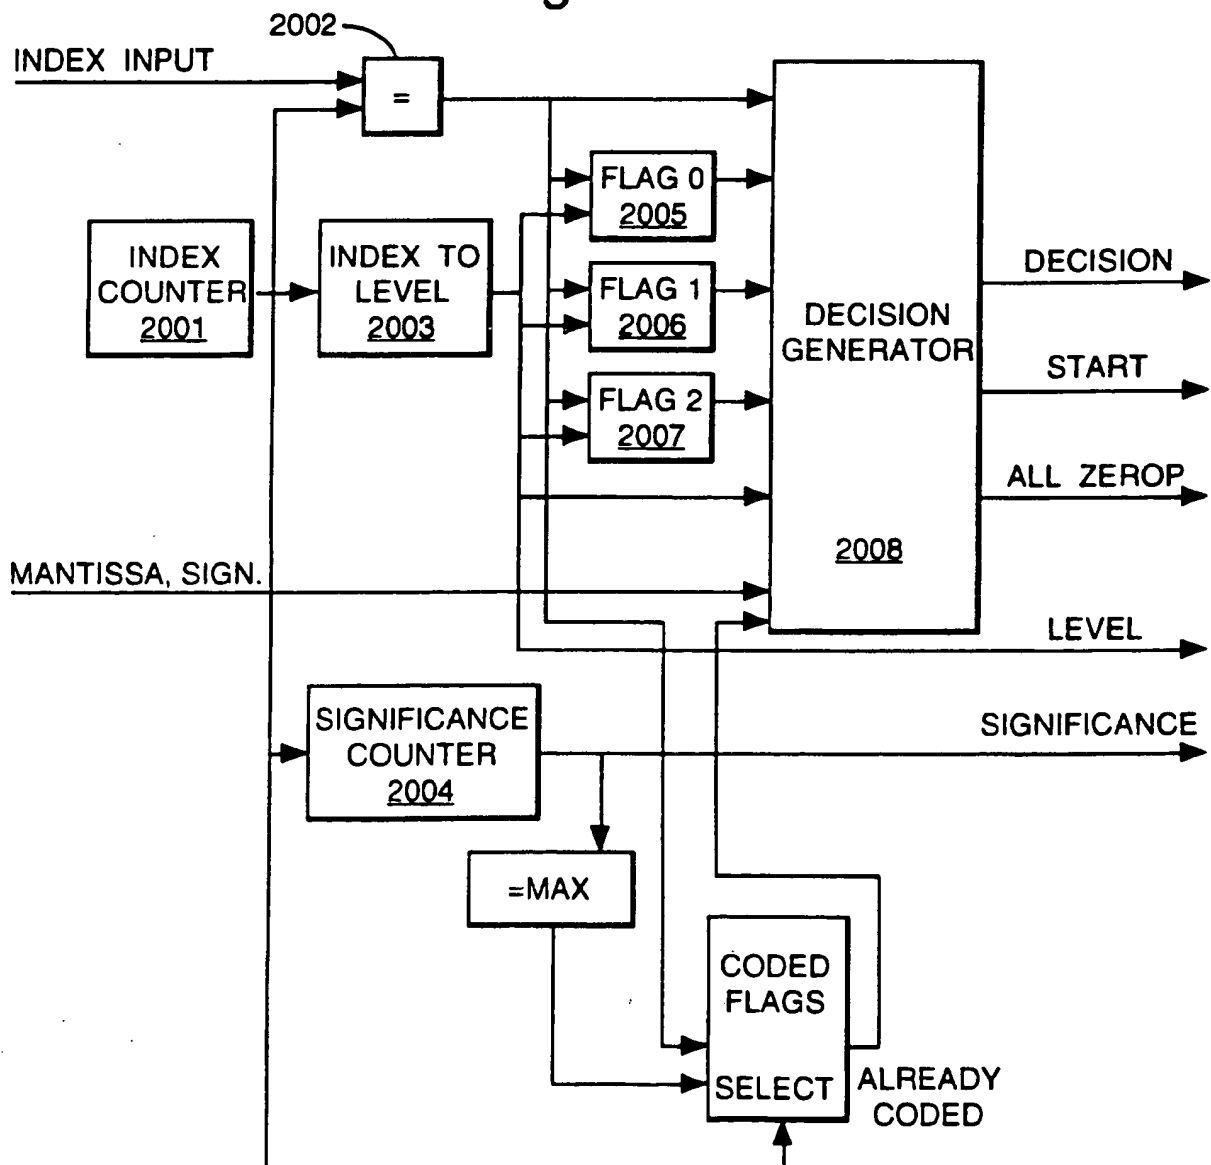 2002
INDEX INPUT
=
FLAG 0
2005
INDEX
COUNTER
2001
INDEX TO
LEVEL
2003
FLAG 1
2006
DECISION
GENERATOR
2008
DECISION
START
FLAG 2
2007
ALL ZEROP
MANTISSA, SIGN.
LEVEL
SIGNIFICANCE
COUNTER
2004
SIGNIFICANCE
=MAX
CODED
FLAGS
SELECT
ALREADY
CODED